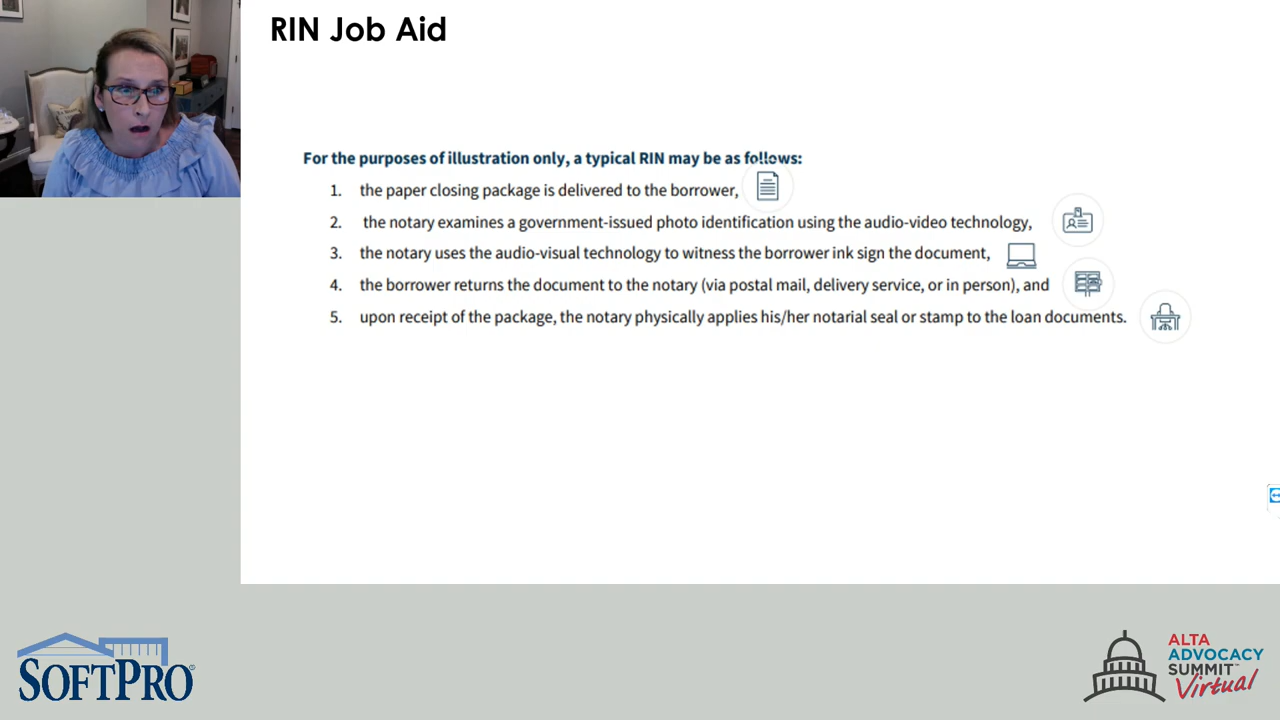 RIN Job Aid
For the purposes of illustration only, a typical RIN may be as follows:
1. the paper closing package is delivered to the borrower,
2. the notary examines a government-issued photo identification using the audio-video technology,
3. the notary uses the audio-visual technology to witness the borrower ink sign the document,
4. the borrower returns the document to the notary (via postal mail, delivery service, or in person), and
5. upon receipt of the package, the notary physically applies his/her notarial seal or stamp to the loan documents.
SOFTPRO®
ALTA
ADVOCACY
SUMMIT™
Virtual